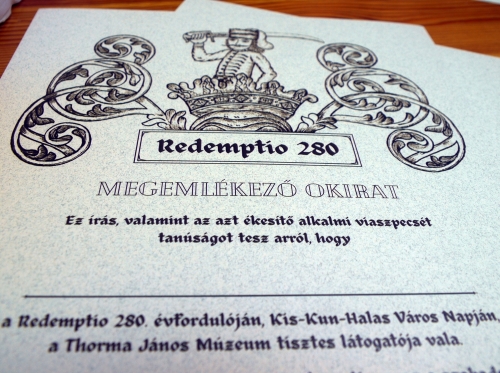 Redemptio 280
MEGEMLÉKEZŐ OKIRAT
Ez írás, valamint az azt ékesítő alkalmi viaszpecsét
tanúságot tesz arról, hogy
a Redemptio 280. évfordulóján, Kis-Kun-Halas Város Napján,
a Thorma János Múzeum tisztes látogatója vala.